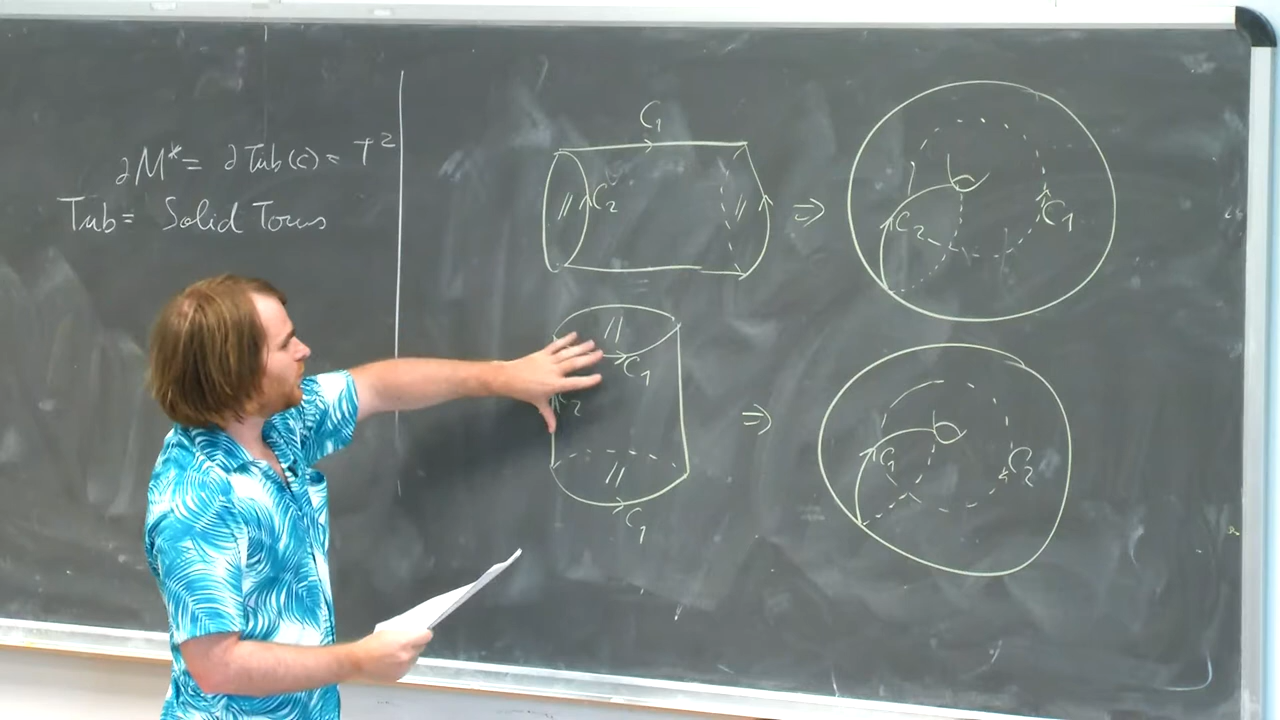 ∂M* = ∂Tub(c) = T²
Tub = Solid Torus
C₁
// C₂ //
⇒
C₂ C₁
//
C₁
C₂
//
C₁
⇒
C₁ C₂